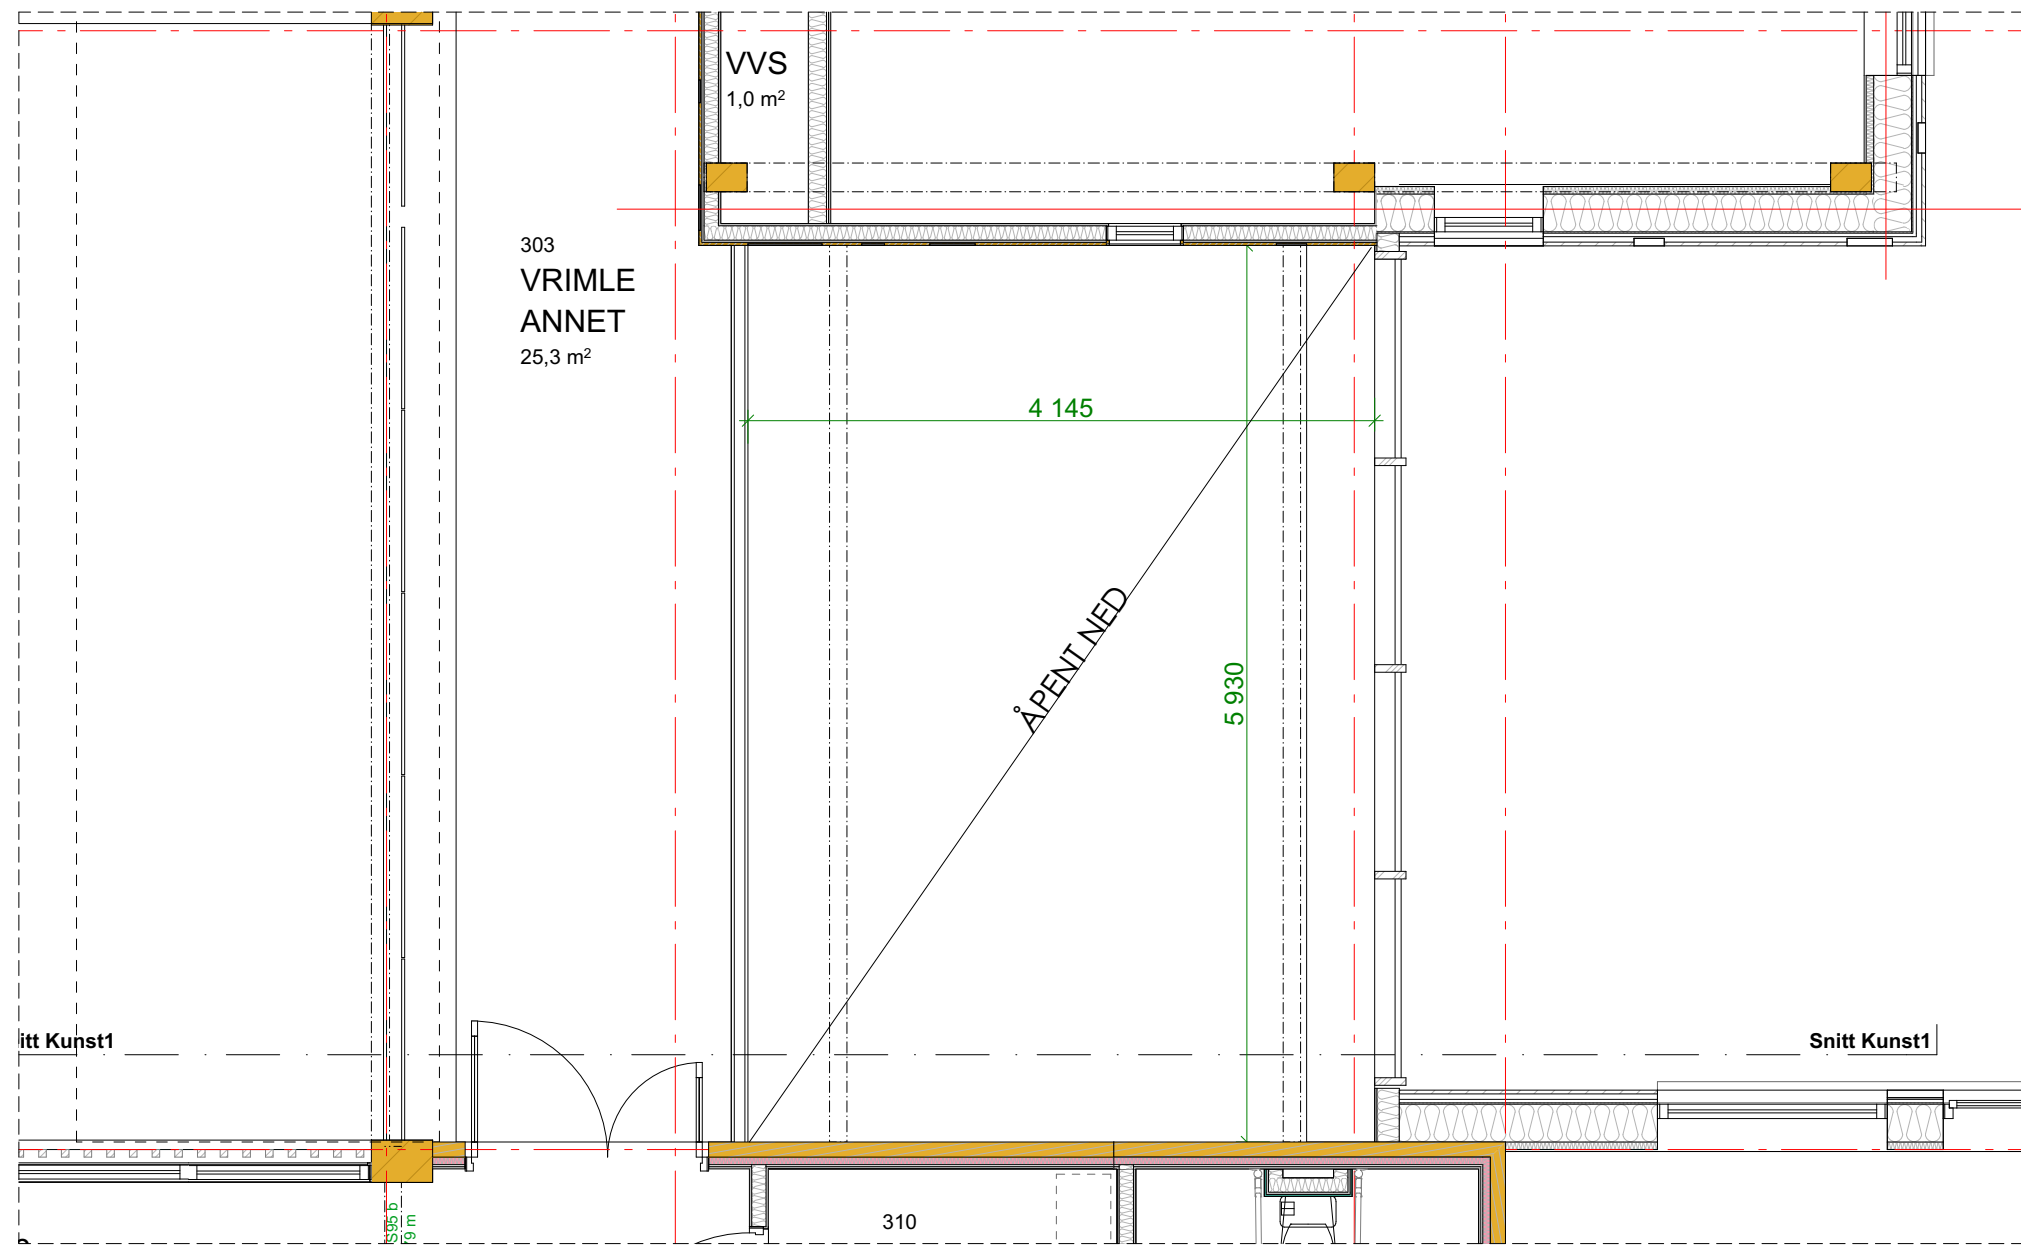 VVS
1,0 m²
303
VRIMLE
ANNET
25,3 m²
4 145
ÅPENT NED
5 930
itt Kunst1
Snitt Kunst1
310